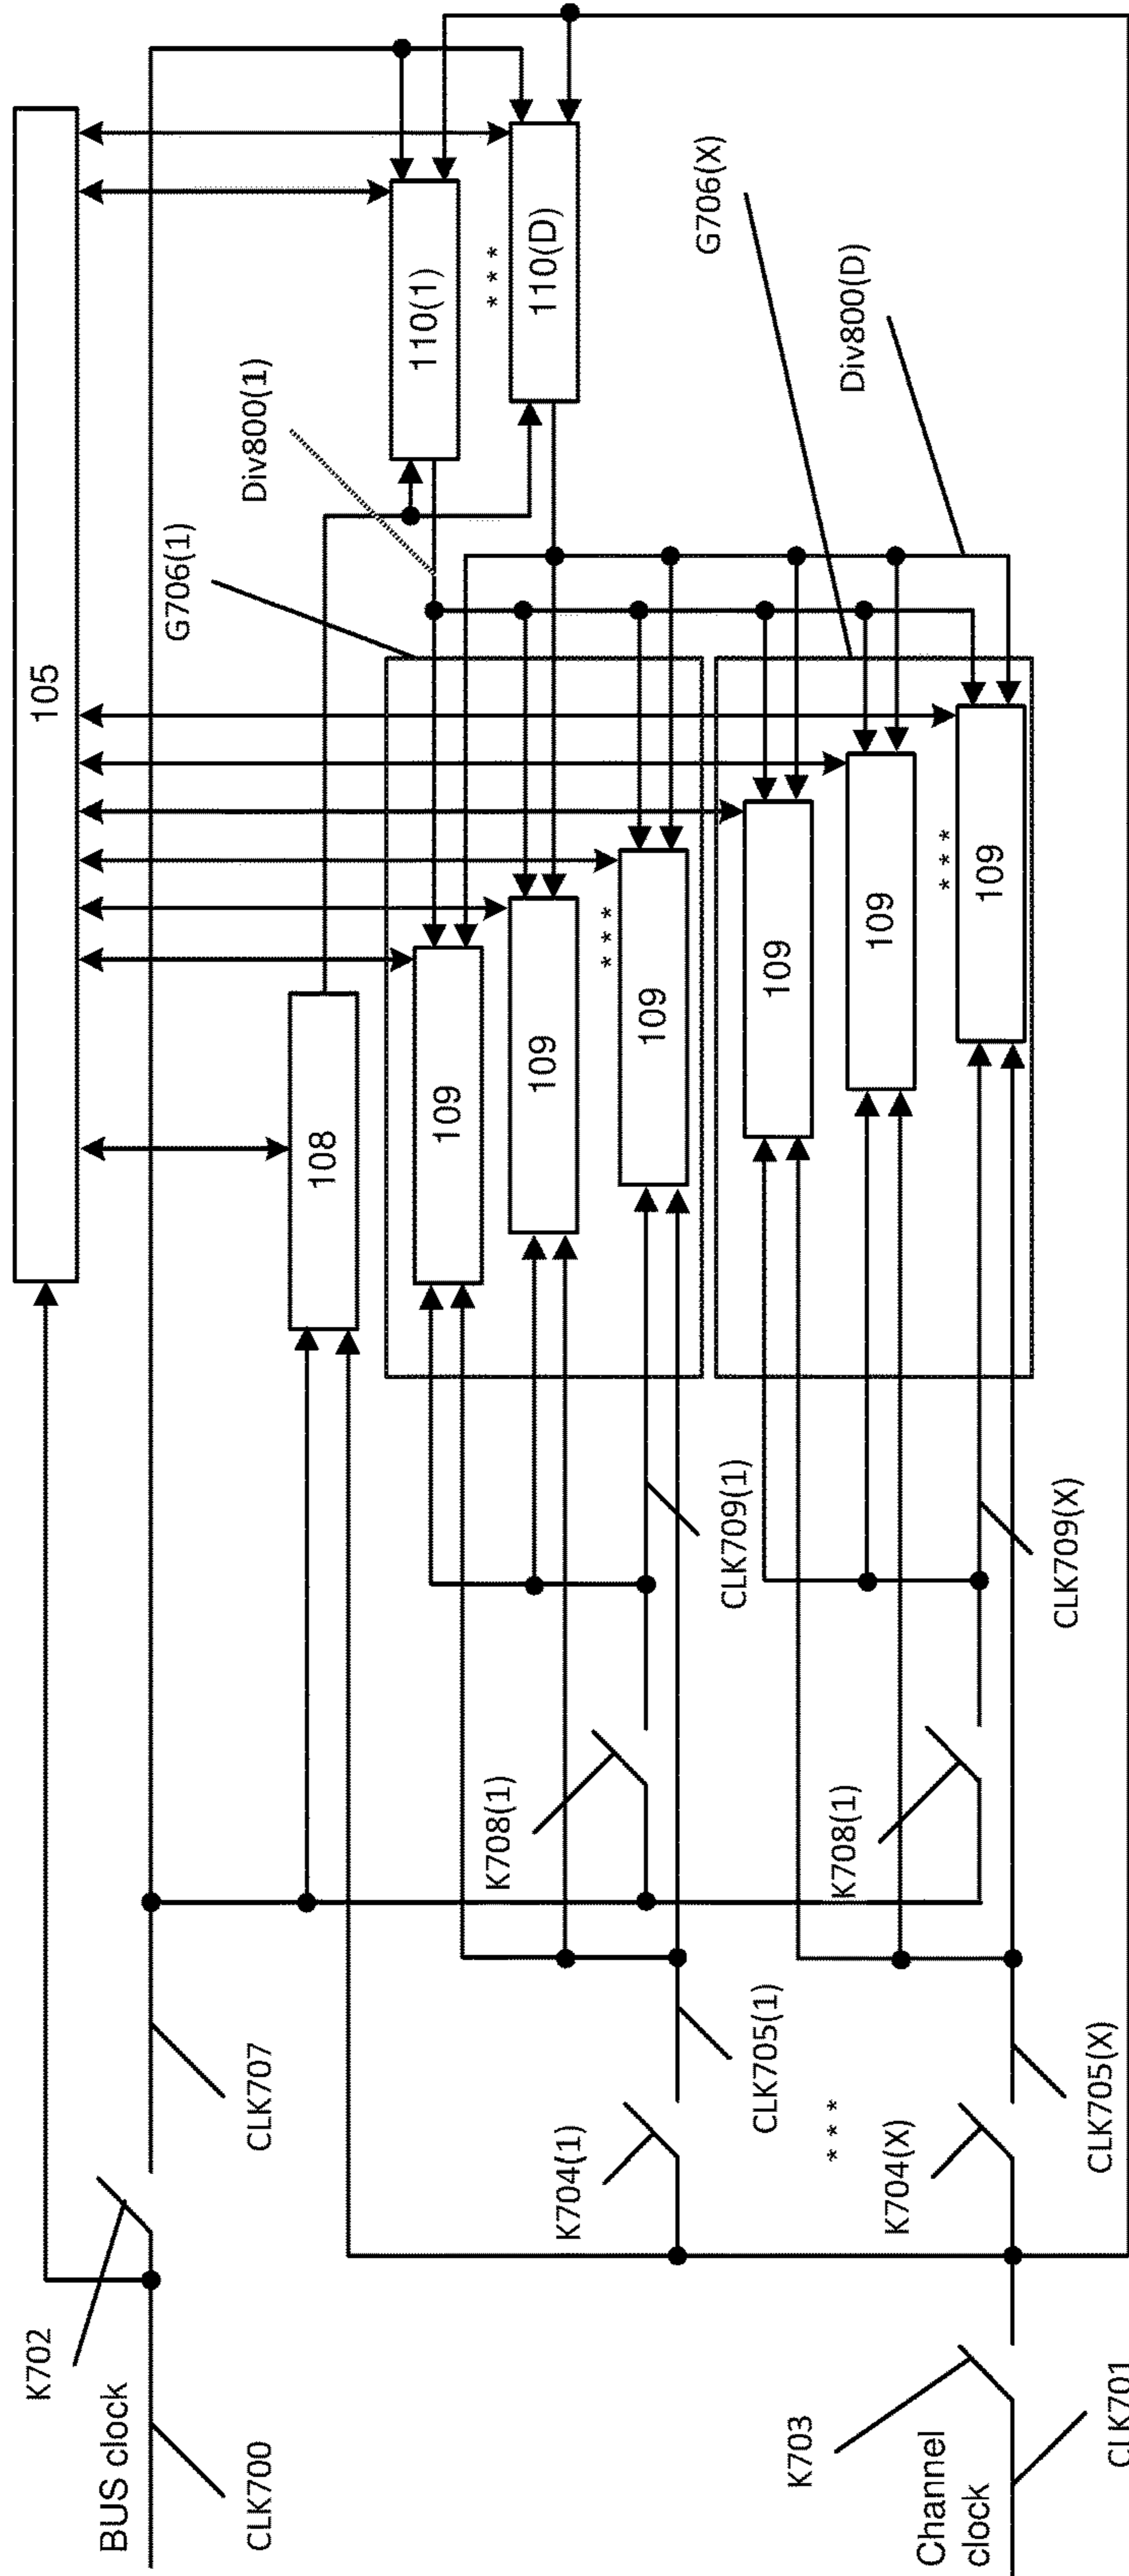 105
G706(1)
Div800(1)
110(1)
* * *
110(D)
G706(X)
Div800(D)
108
109
109
* * *
109
109
109
* * *
109
K702
BUS clock
CLK700
CLK707
K708(1)
CLK709(1)
K704(1)
CLK705(1)
* * *
K708(1)
CLK709(X)
K704(X)
CLK705(X)
K703
Channel
clock
CLK701